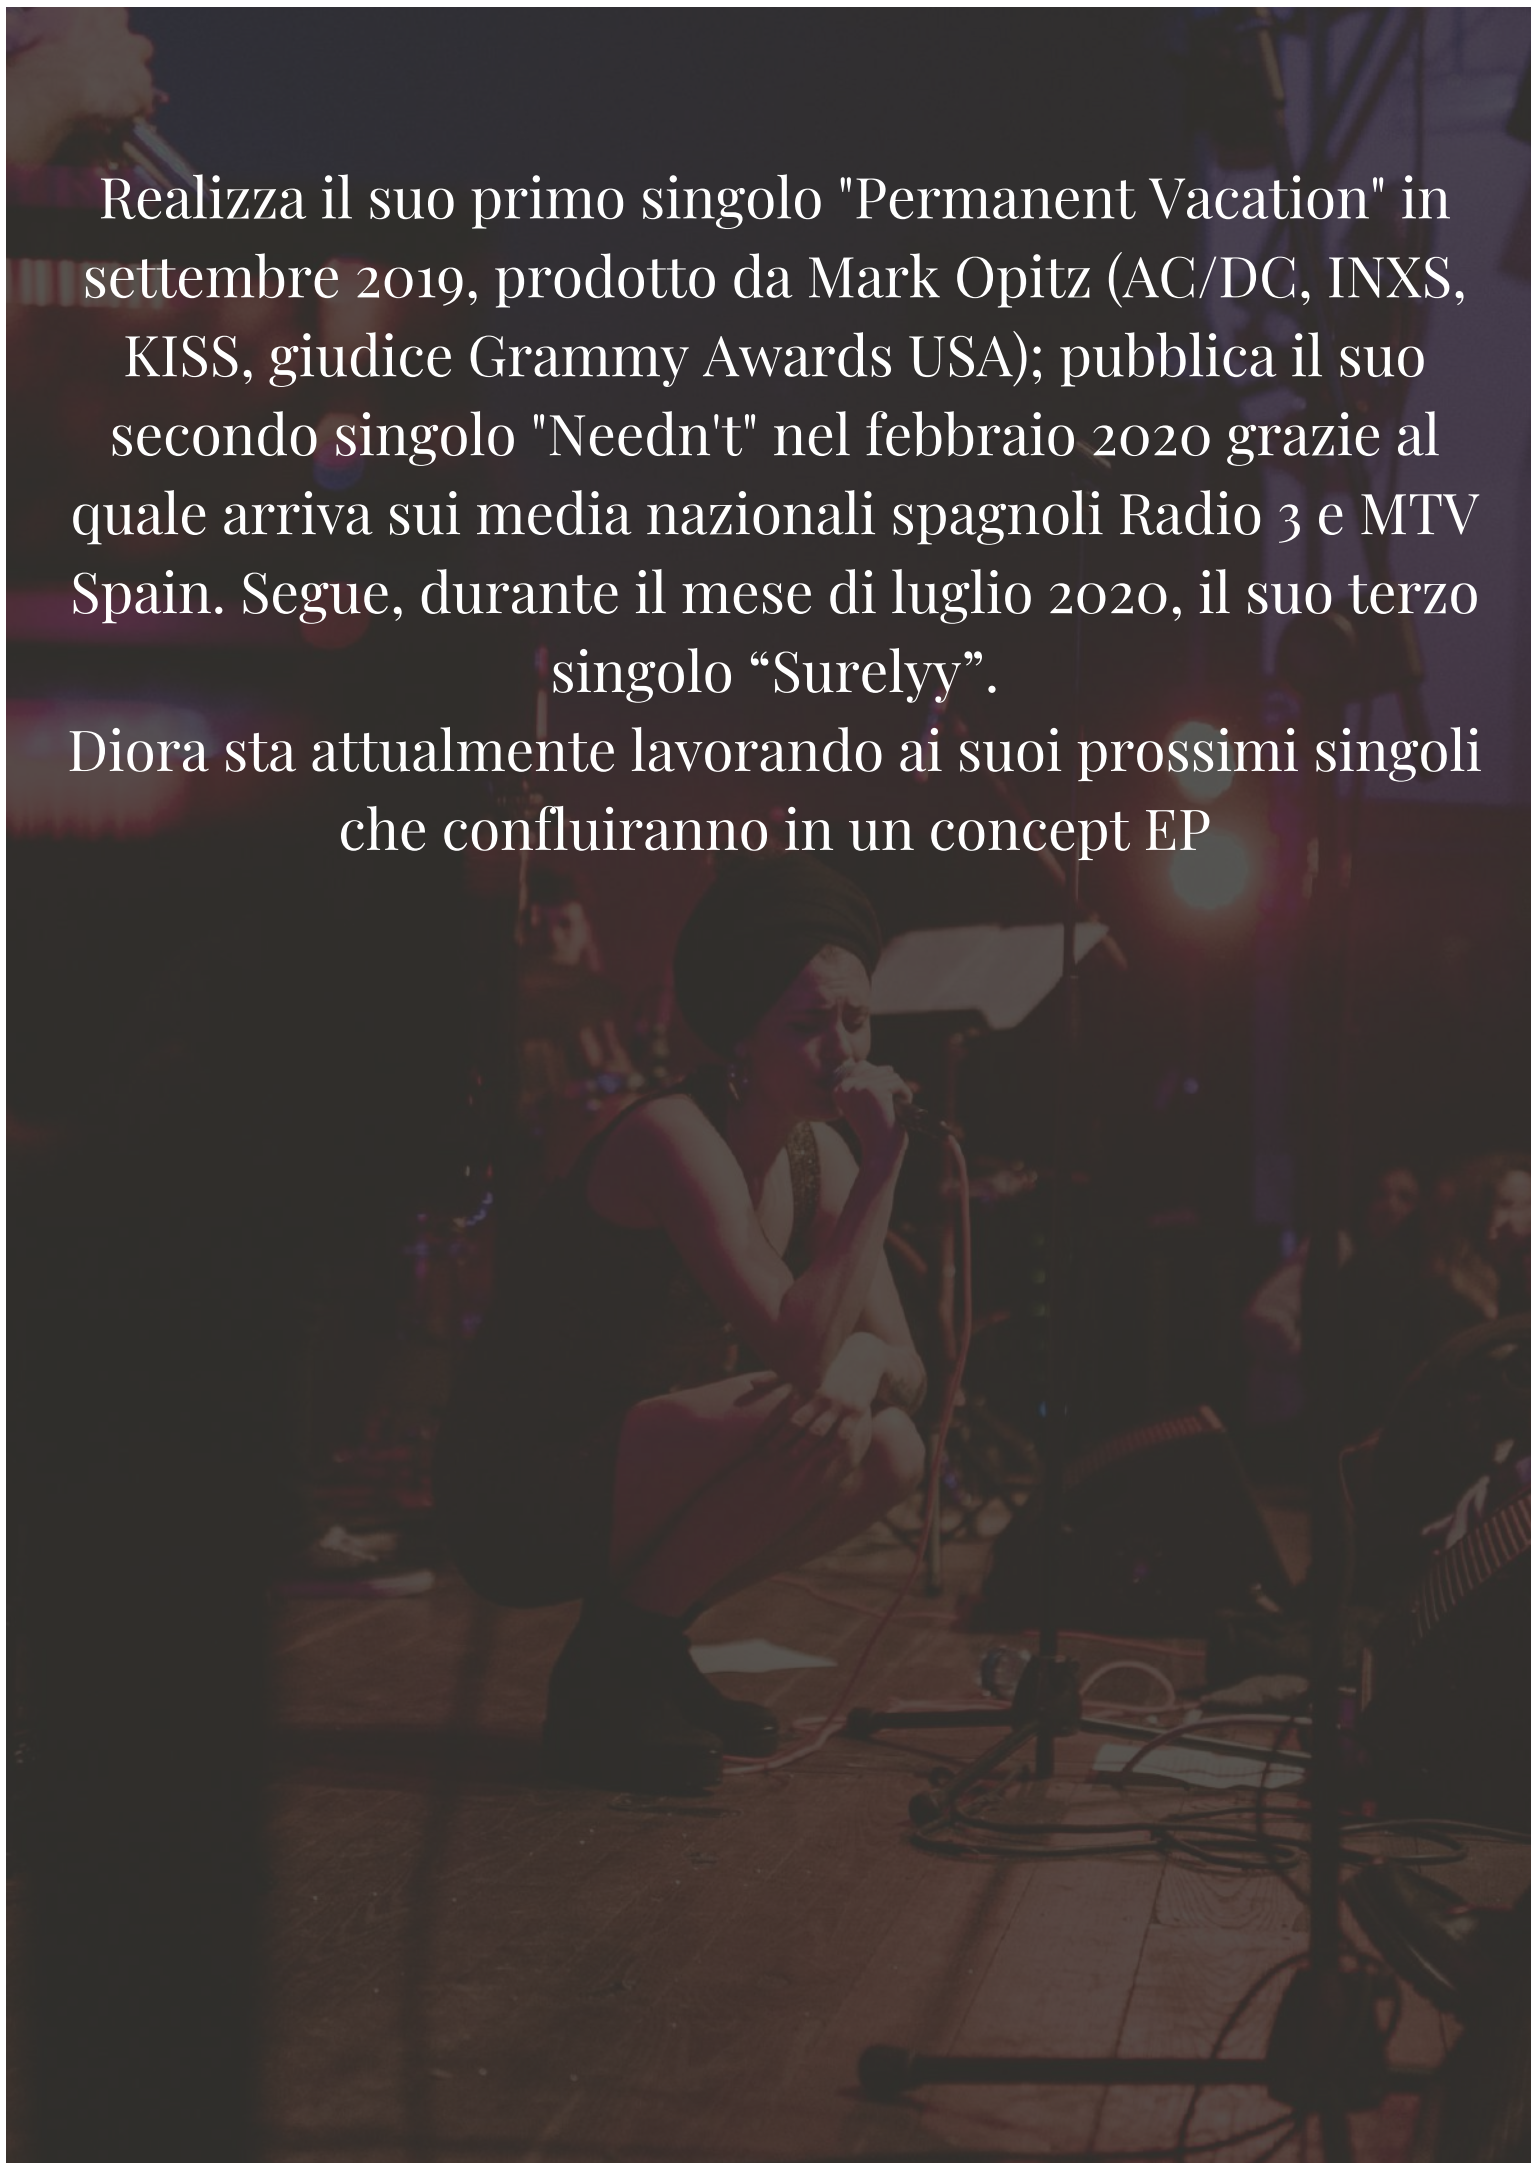 Realizza il suo primo singolo "Permanent Vacation" in
settembre 2019, prodotto da Mark Opitz (AC/DC, INXS,
KISS, giudice Grammy Awards USA); pubblica il suo
secondo singolo "Needn't" nel febbraio 2020 grazie al
quale arriva sui media nazionali spagnoli Radio 3 e MTV
Spain. Segue, durante il mese di luglio 2020, il suo terzo
singolo “Surelyy”.
Diora sta attualmente lavorando ai suoi prossimi singoli
che confluiranno in un concept EP